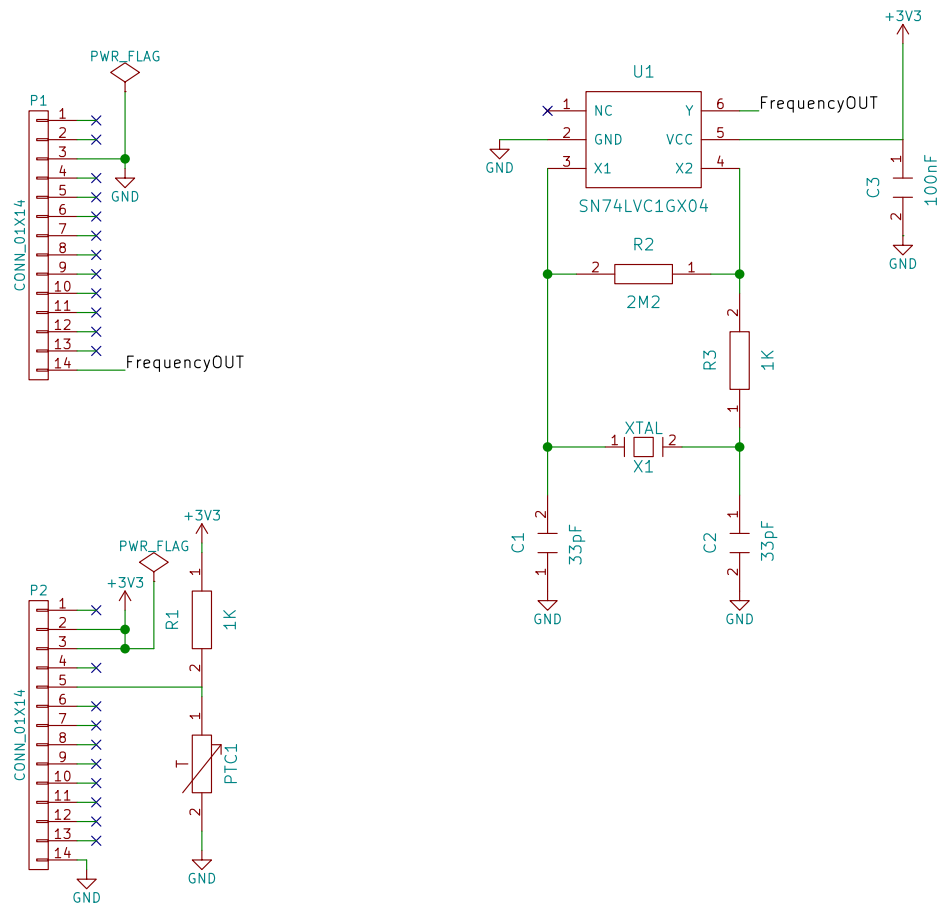 PWR_FLAG
P1
1
2
3
4
5
6
7
8
9
10
11
12
13
14
CONN_01X14
GND
FrequencyOUT
+3V3
U1
1 NC Y 6
FrequencyOUT
2 GND VCC 5
3 X1 X2 4
GND
SN74LVC1GX04
C3
1
2
100nF
GND
R2
2 1
2M2
R3
2
1
1K
XTAL
1 2
X1
C1
2
1
33pF
GND
C2
1
2
33pF
GND
+3V3
PWR_FLAG
+3V3
P2
1
2
3
4
5
6
7
8
9
10
11
12
13
14
CONN_01X14
GND
R1
1
2
1K
1
T
PTC1
2
GND